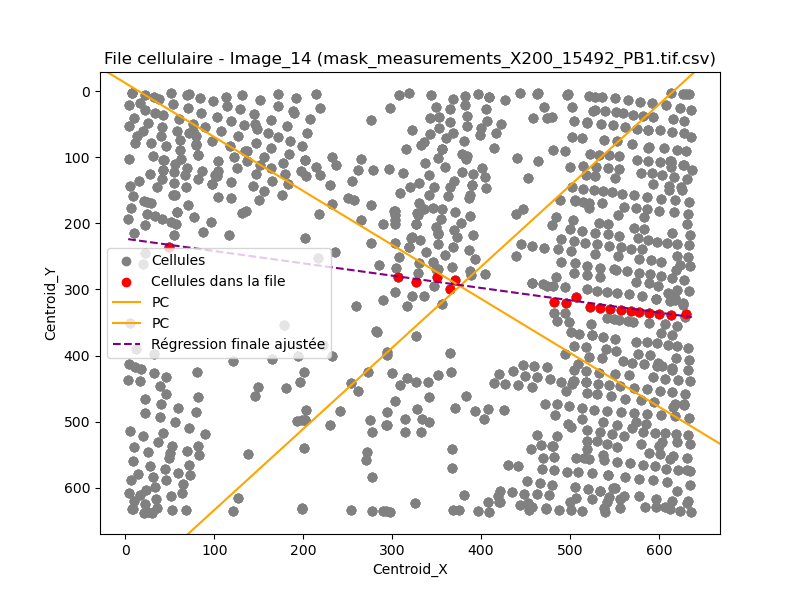 File cellulaire - Image_14 (mask_measurements_X200_15492_PB1.tif.csv)
Centroid_Y
0
100
200
300
400
500
600
Cellules
Cellules dans la file
PC
PC
Régression finale ajustée
0 100 200 300 400 500 600
Centroid_X